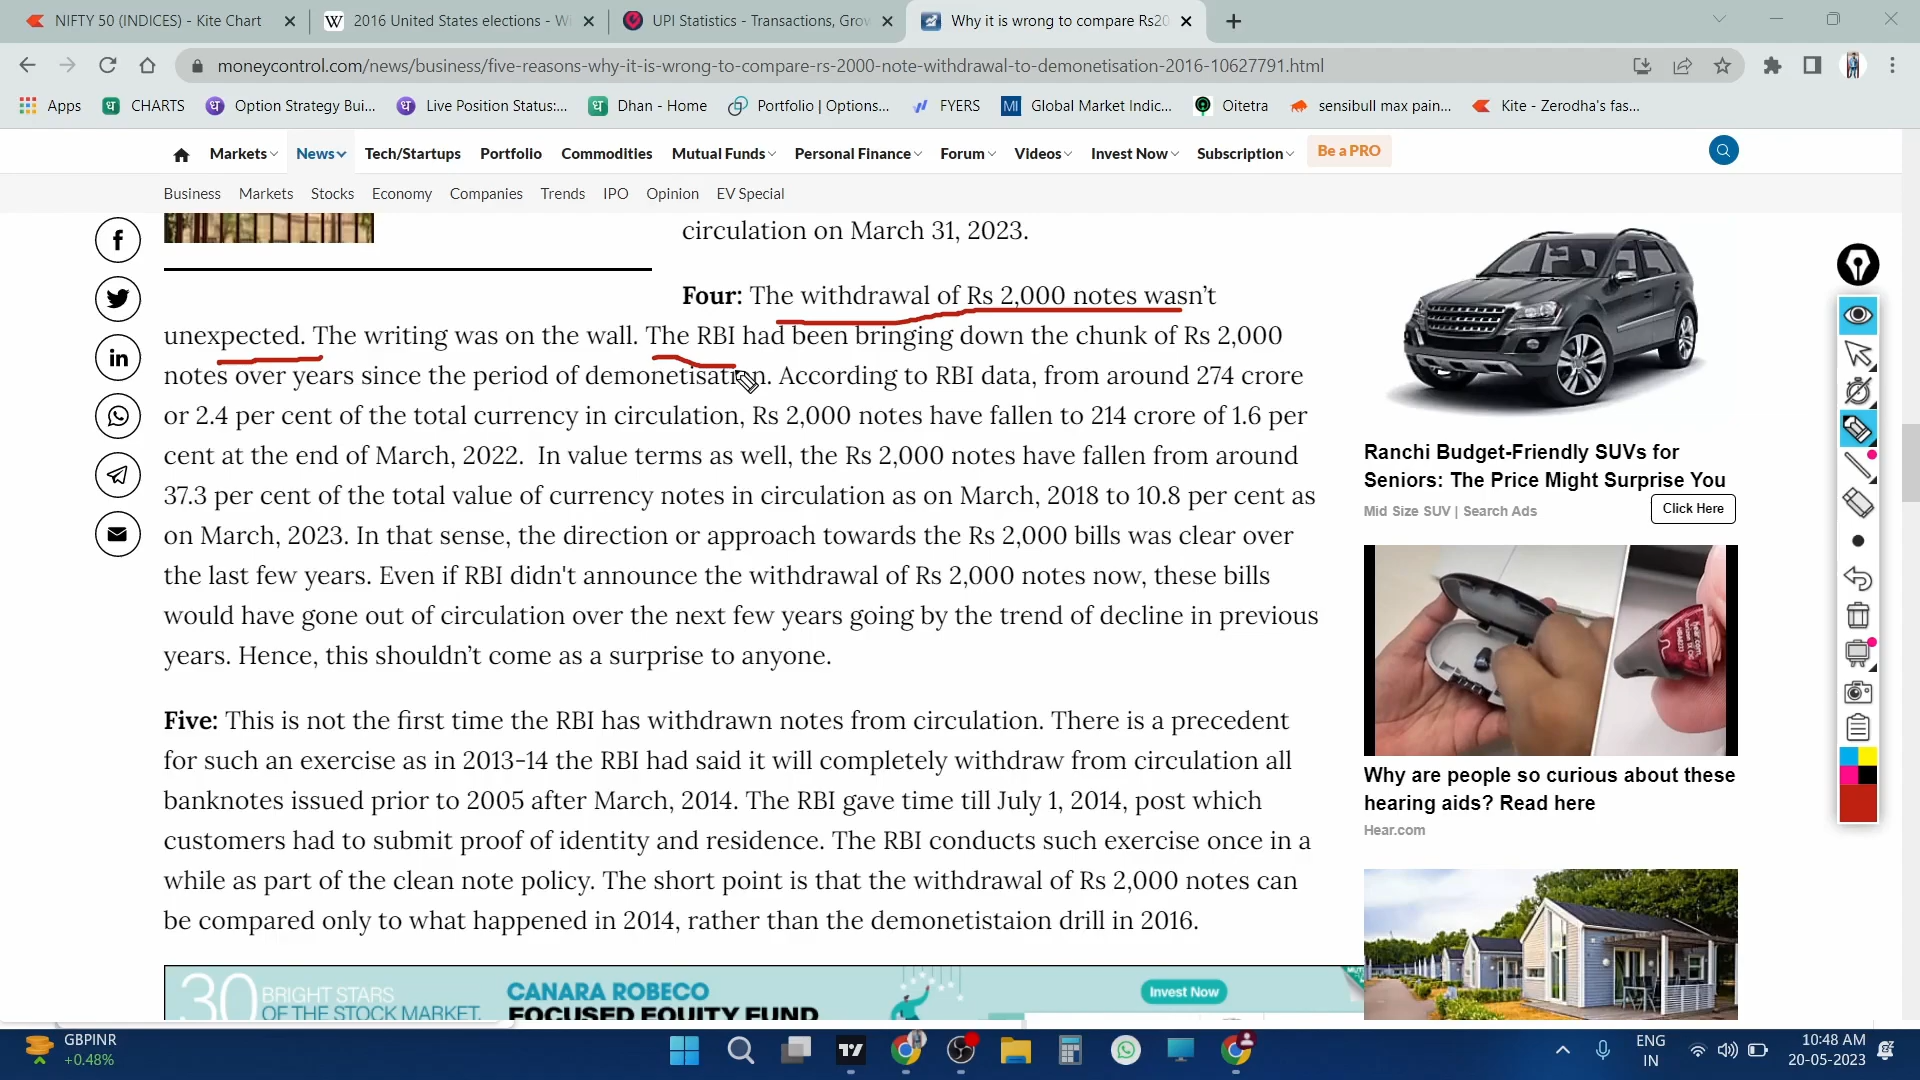 NIFTY 50 (INDICES) - Kite Chart
2016 United States elections - W
UPI Statistics - Transactions, Grow
Why it is wrong to compare Rs20
moneycontrol.com/news/business/five-reasons-why-it-is-wrong-to-compare-rs-2000-note-withdrawal-to-demonetisation-2016-10627791.html
Apps CHARTS Option Strategy Bui... Live Position Status:... Dhan - Home Portfolio | Options... FYERS Global Market Indic... Oitetra sensibull max pain... Kite - Zerodha's fas...
Markets News Tech/Startups Portfolio Commodities Mutual Funds Personal Finance Forum Videos Invest Now Subscription Be a PRO
Business Markets Stocks Economy Companies Trends IPO Opinion EV Special
circulation on March 31, 2023.
Four: The withdrawal of Rs 2,000 notes wasn't
unexpected. The writing was on the wall. The RBI had been bringing down the chunk of Rs 2,000
notes over years since the period of demonetisation. According to RBI data, from around 274 crore
or 2.4 per cent of the total currency in circulation, Rs 2,000 notes have fallen to 214 crore of 1.6 per
cent at the end of March, 2022. In value terms as well, the Rs 2,000 notes have fallen from around
37.3 per cent of the total value of currency notes in circulation as on March, 2018 to 10.8 per cent as
on March, 2023. In that sense, the direction or approach towards the Rs 2,000 bills was clear over
the last few years. Even if RBI didn't announce the withdrawal of Rs 2,000 notes now, these bills
would have gone out of circulation over the next few years going by the trend of decline in previous
years. Hence, this shouldn't come as a surprise to anyone.
Five: This is not the first time the RBI has withdrawn notes from circulation. There is a precedent
for such an exercise as in 2013-14 the RBI had said it will completely withdraw from circulation all
banknotes issued prior to 2005 after March, 2014. The RBI gave time till July 1, 2014, post which
customers had to submit proof of identity and residence. The RBI conducts such exercise once in a
while as part of the clean note policy. The short point is that the withdrawal of Rs 2,000 notes can
be compared only to what happened in 2014, rather than the demonetistaion drill in 2016.
Ranchi Budget-Friendly SUVs for
Seniors: The Price Might Surprise You
Mid Size SUV | Search Ads
Click Here
Why are people so curious about these
hearing aids? Read here
Hear.com
30 BRIGHT STARS
OF THE STOCK MARKET.
CANARA ROBECO
FOCUSED EQUITY FUND
Invest Now
GBPINR
+0.48%
ENG
IN
10:48 AM
20-05-2023